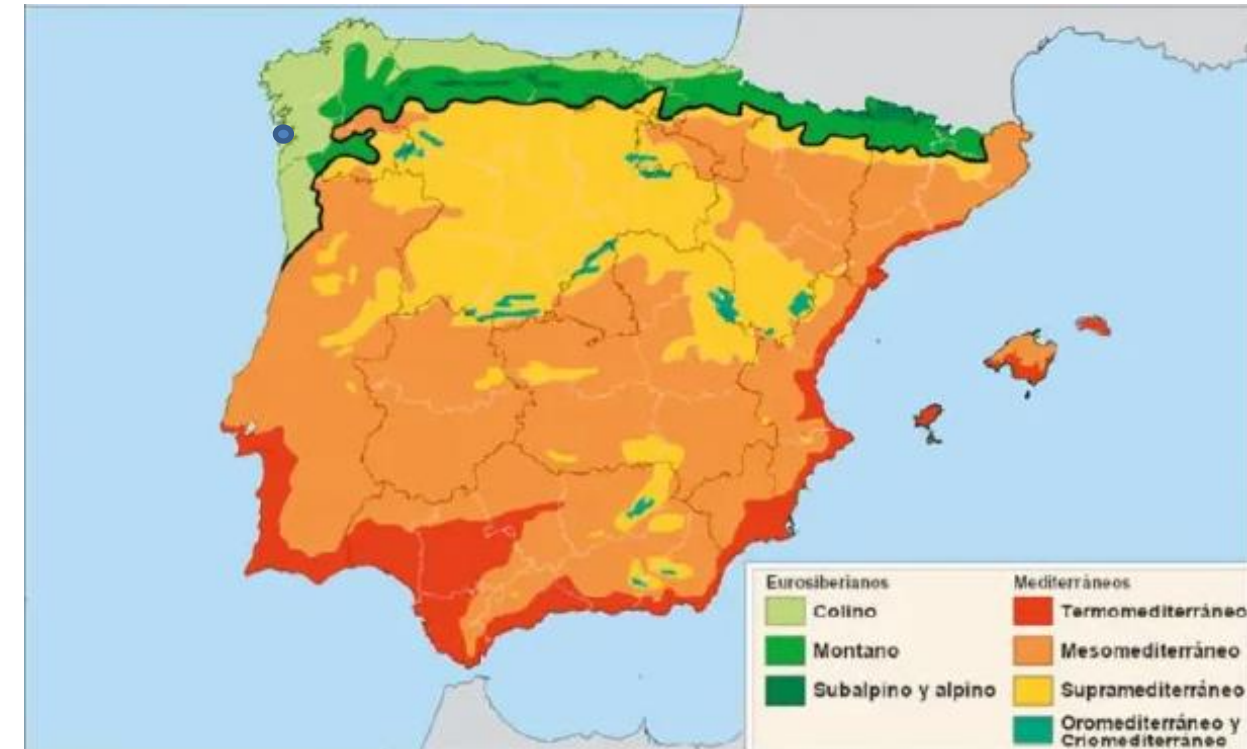 Eurosiberianos
Colino
Montano
Subalpino y alpino
Mediterráneos
Termomediterráneo
Mesomediterráneo
Supramediterráneo
Oromediterráneo y
Criomediterráneo